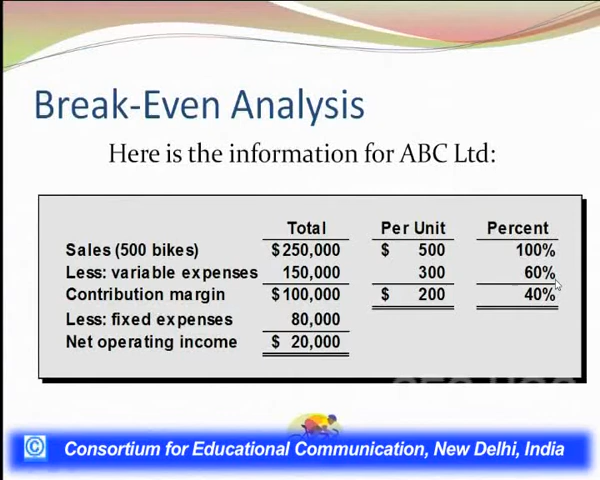 Break-Even Analysis
Here is the information for ABC Ltd:
Total Per Unit Percent
Sales (500 bikes) $250,000 $ 500 100%
Less: variable expenses 150,000 300 60%
Contribution margin $100,000 $ 200 40%
Less: fixed expenses 80,000
Net operating income $ 20,000
© Consortium for Educational Communication, New Delhi, India